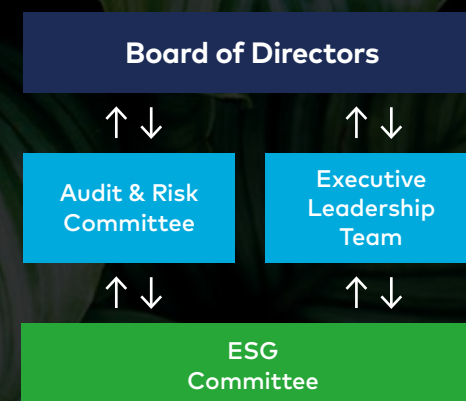 Board of Directors
↑ ↓ ↑ ↓
Audit & Risk
Committee
Executive
Leadership
Team
↑ ↓ ↑ ↓
ESG
Committee